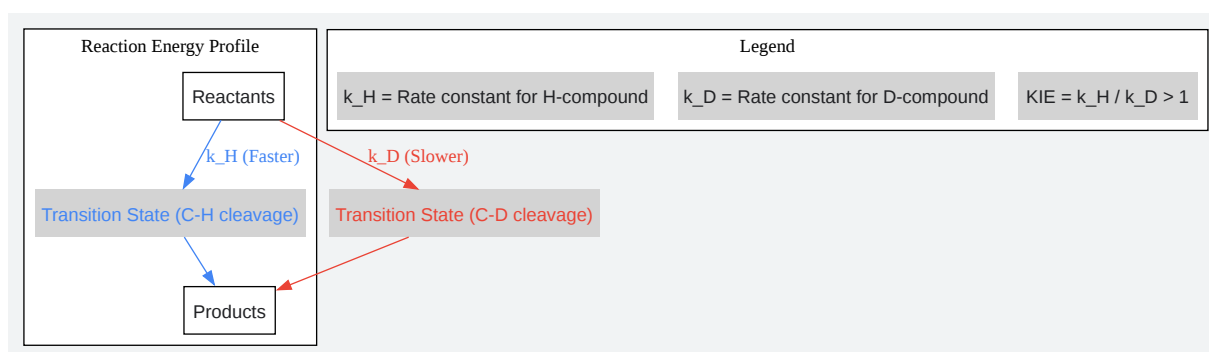 Reaction Energy Profile
Reactants
k_H (Faster)
k_D (Slower)
Transition State (C-H cleavage)
Transition State (C-D cleavage)
Products
Legend
k_H = Rate constant for H-compound
k_D = Rate constant for D-compound
KIE = k_H / k_D > 1